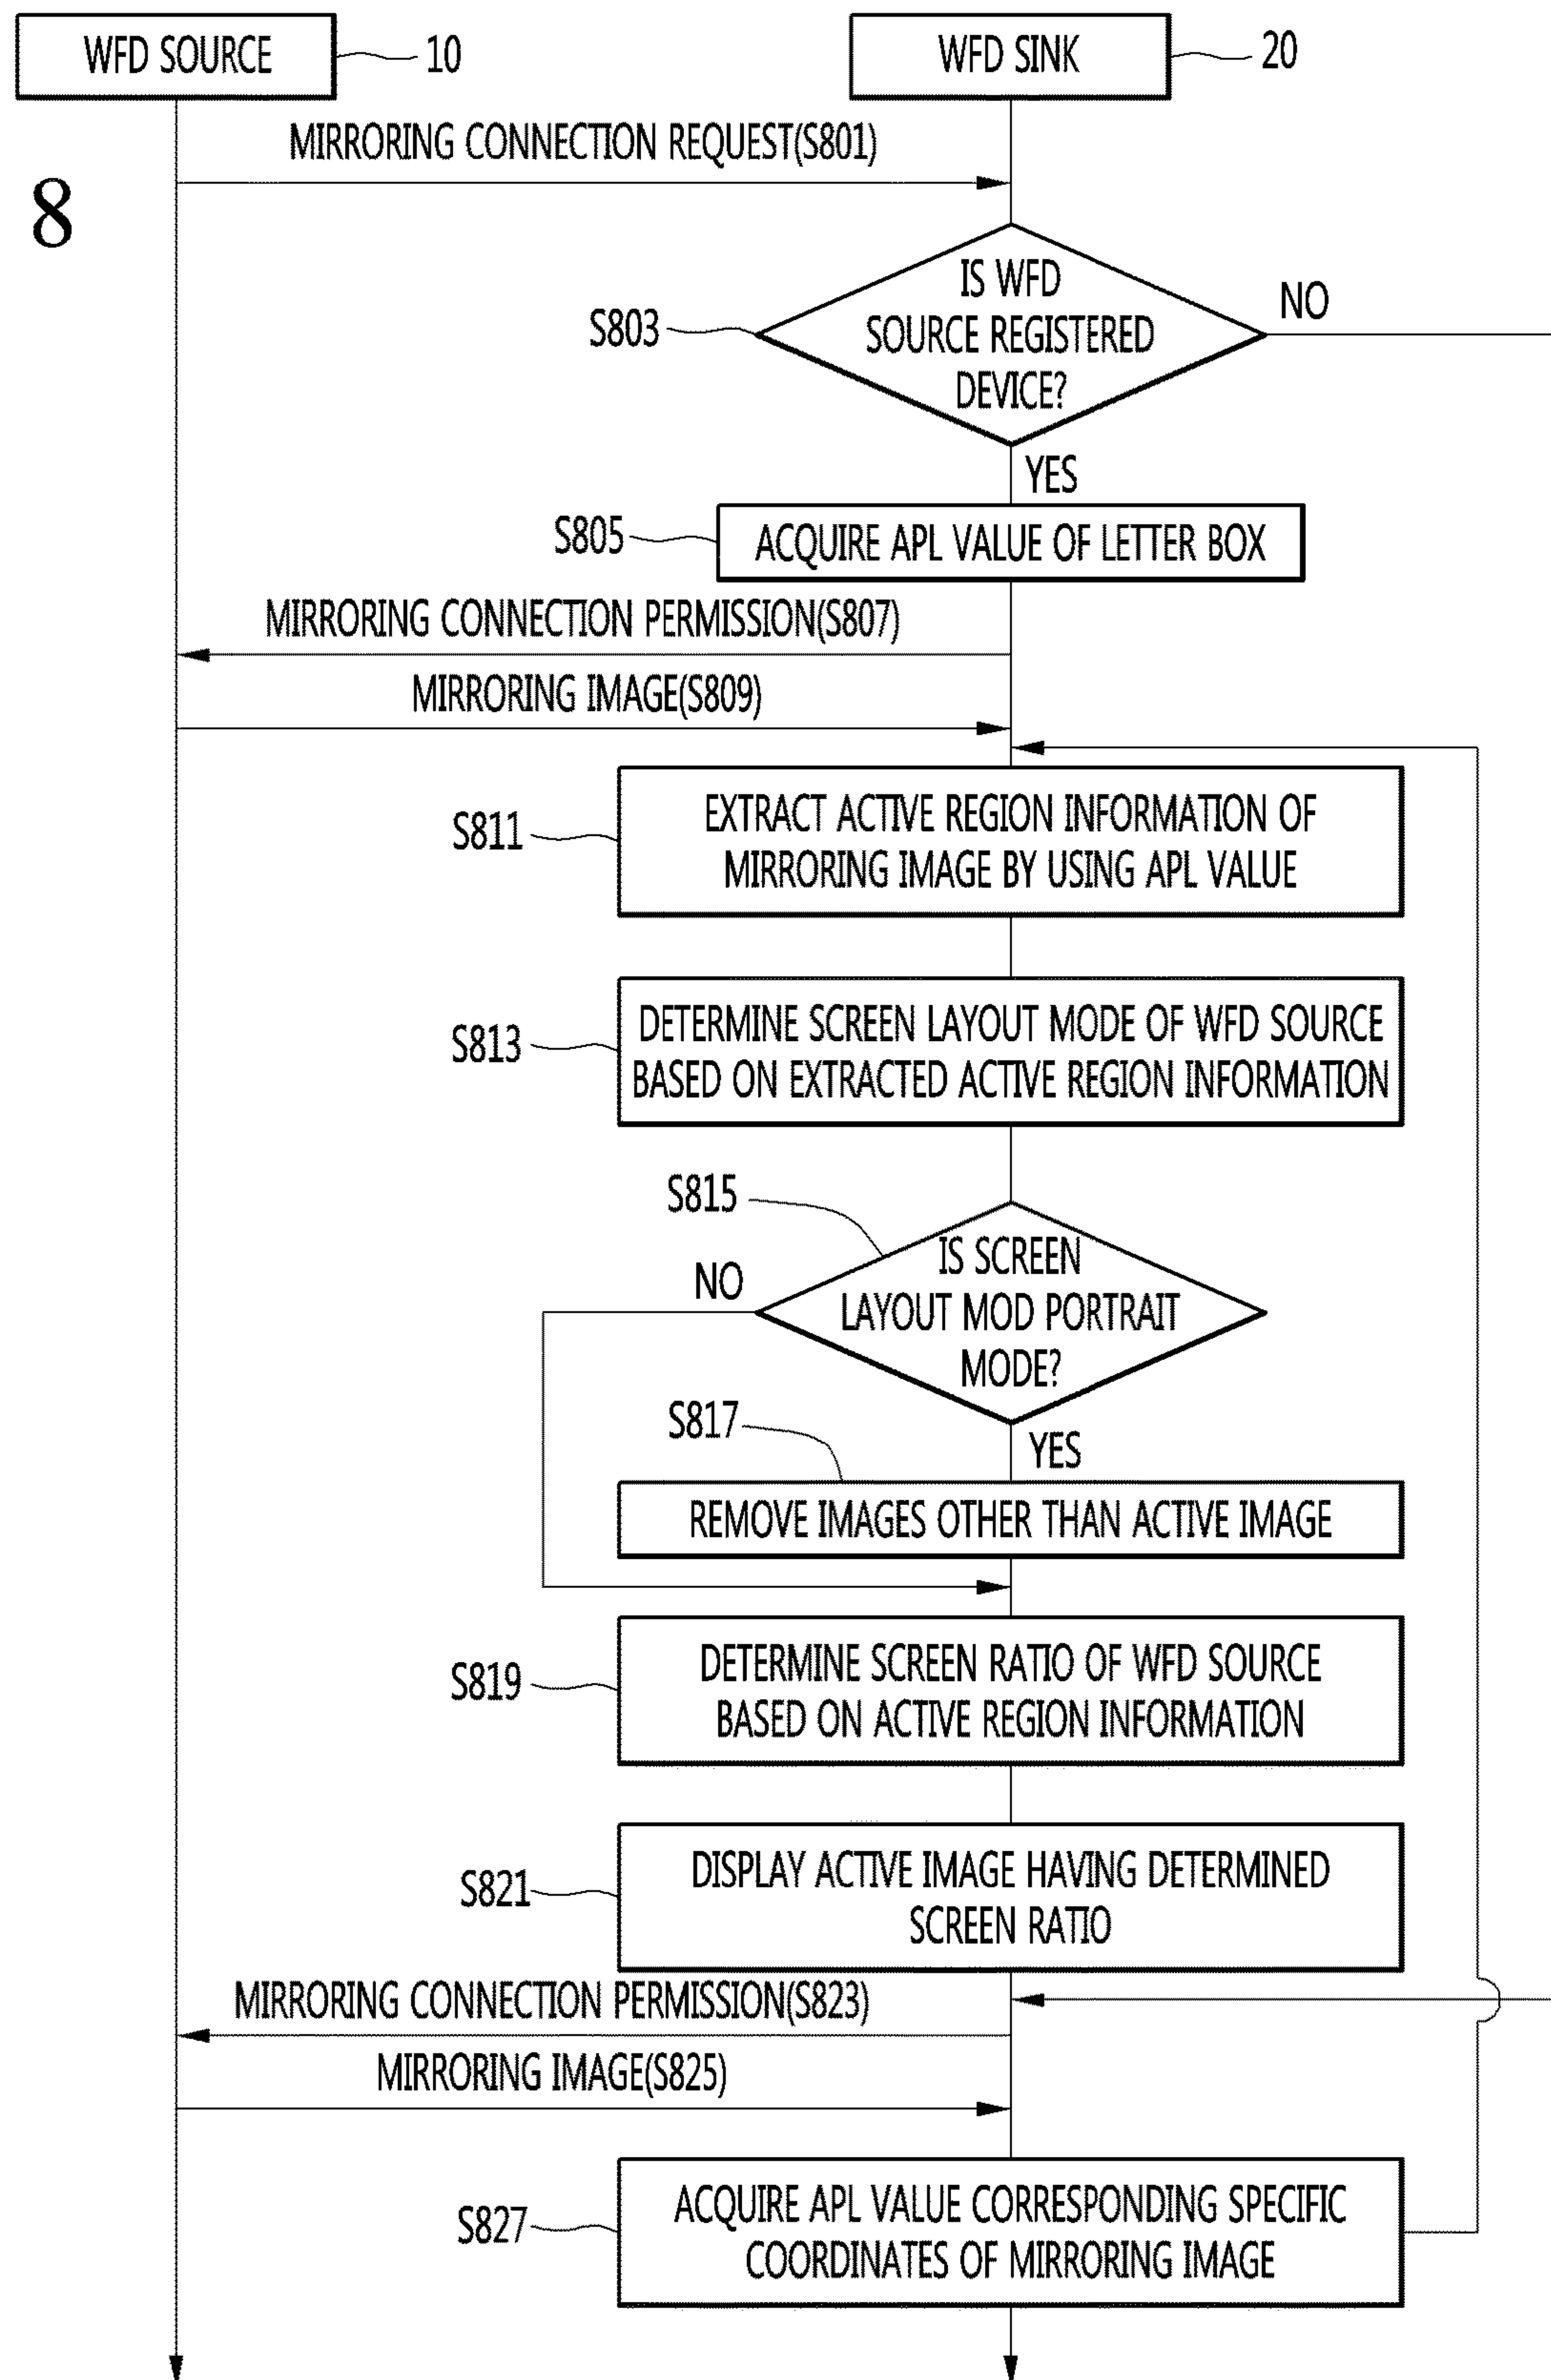 WFD SOURCE
10
WFD SINK
20
MIRRORING CONNECTION REQUEST(S801)
8
IS WFD
SOURCE REGISTERED
DEVICE?
S803
NO
YES
S805
ACQUIRE APL VALUE OF LETTER BOX
MIRRORING CONNECTION PERMISSION(S807)
MIRRORING IMAGE(S809)
S811
EXTRACT ACTIVE REGION INFORMATION OF
MIRRORING IMAGE BY USING APL VALUE
S813
DETERMINE SCREEN LAYOUT MODE OF WFD SOURCE
BASED ON EXTRACTED ACTIVE REGION INFORMATION
S815
NO
IS SCREEN
LAYOUT MOD PORTRAIT
MODE?
S817
YES
REMOVE IMAGES OTHER THAN ACTIVE IMAGE
S819
DETERMINE SCREEN RATIO OF WFD SOURCE
BASED ON ACTIVE REGION INFORMATION
S821
DISPLAY ACTIVE IMAGE HAVING DETERMINED
SCREEN RATIO
MIRRORING CONNECTION PERMISSION(S823)
MIRRORING IMAGE(S825)
S827
ACQUIRE APL VALUE CORRESPONDING SPECIFIC
COORDINATES OF MIRRORING IMAGE